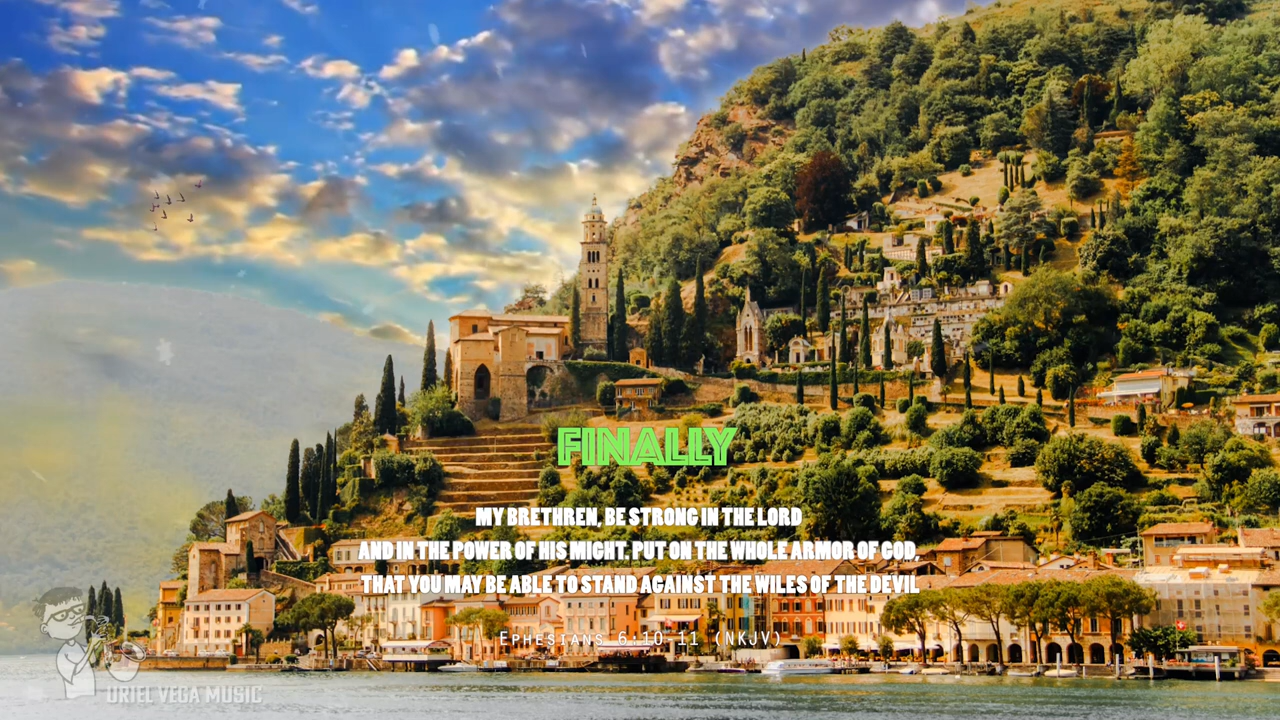 FINALLY
MY BRETHREN, BE STRONG IN THE LORD
AND IN THE POWER OF HIS MIGHT. PUT ON THE WHOLE ARMOR OF GOD,
THAT YOU MAY BE ABLE TO STAND AGAINST THE WILES OF THE DEVIL
EPHESIANS 6:10-11 (NKJV)
URIEL VEGA MUSIC